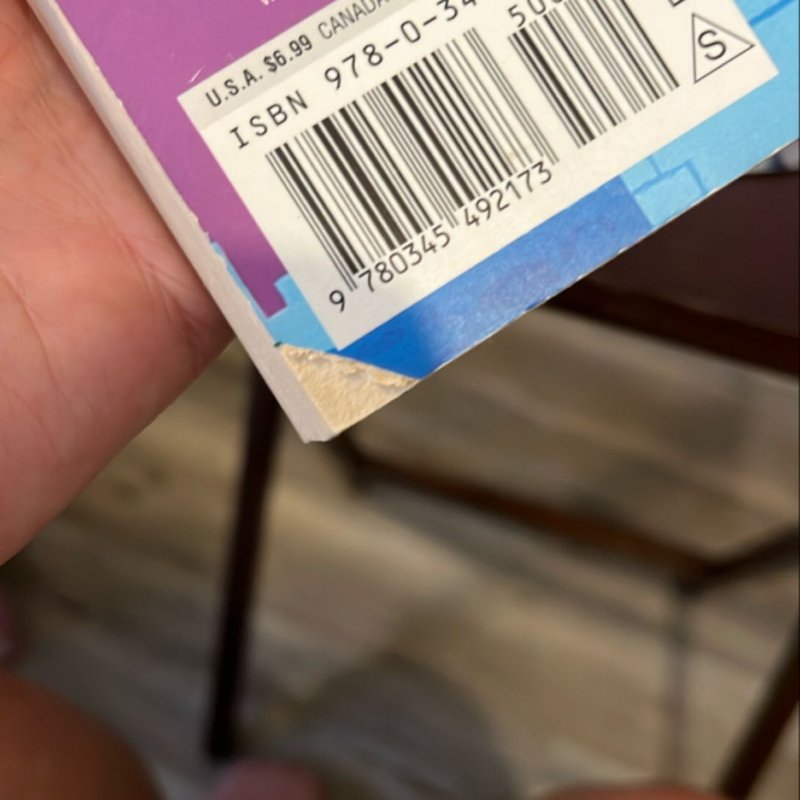 U.S.A. $6.99 CANADA
ISBN 978-0-34
50
S
9 780345 492173